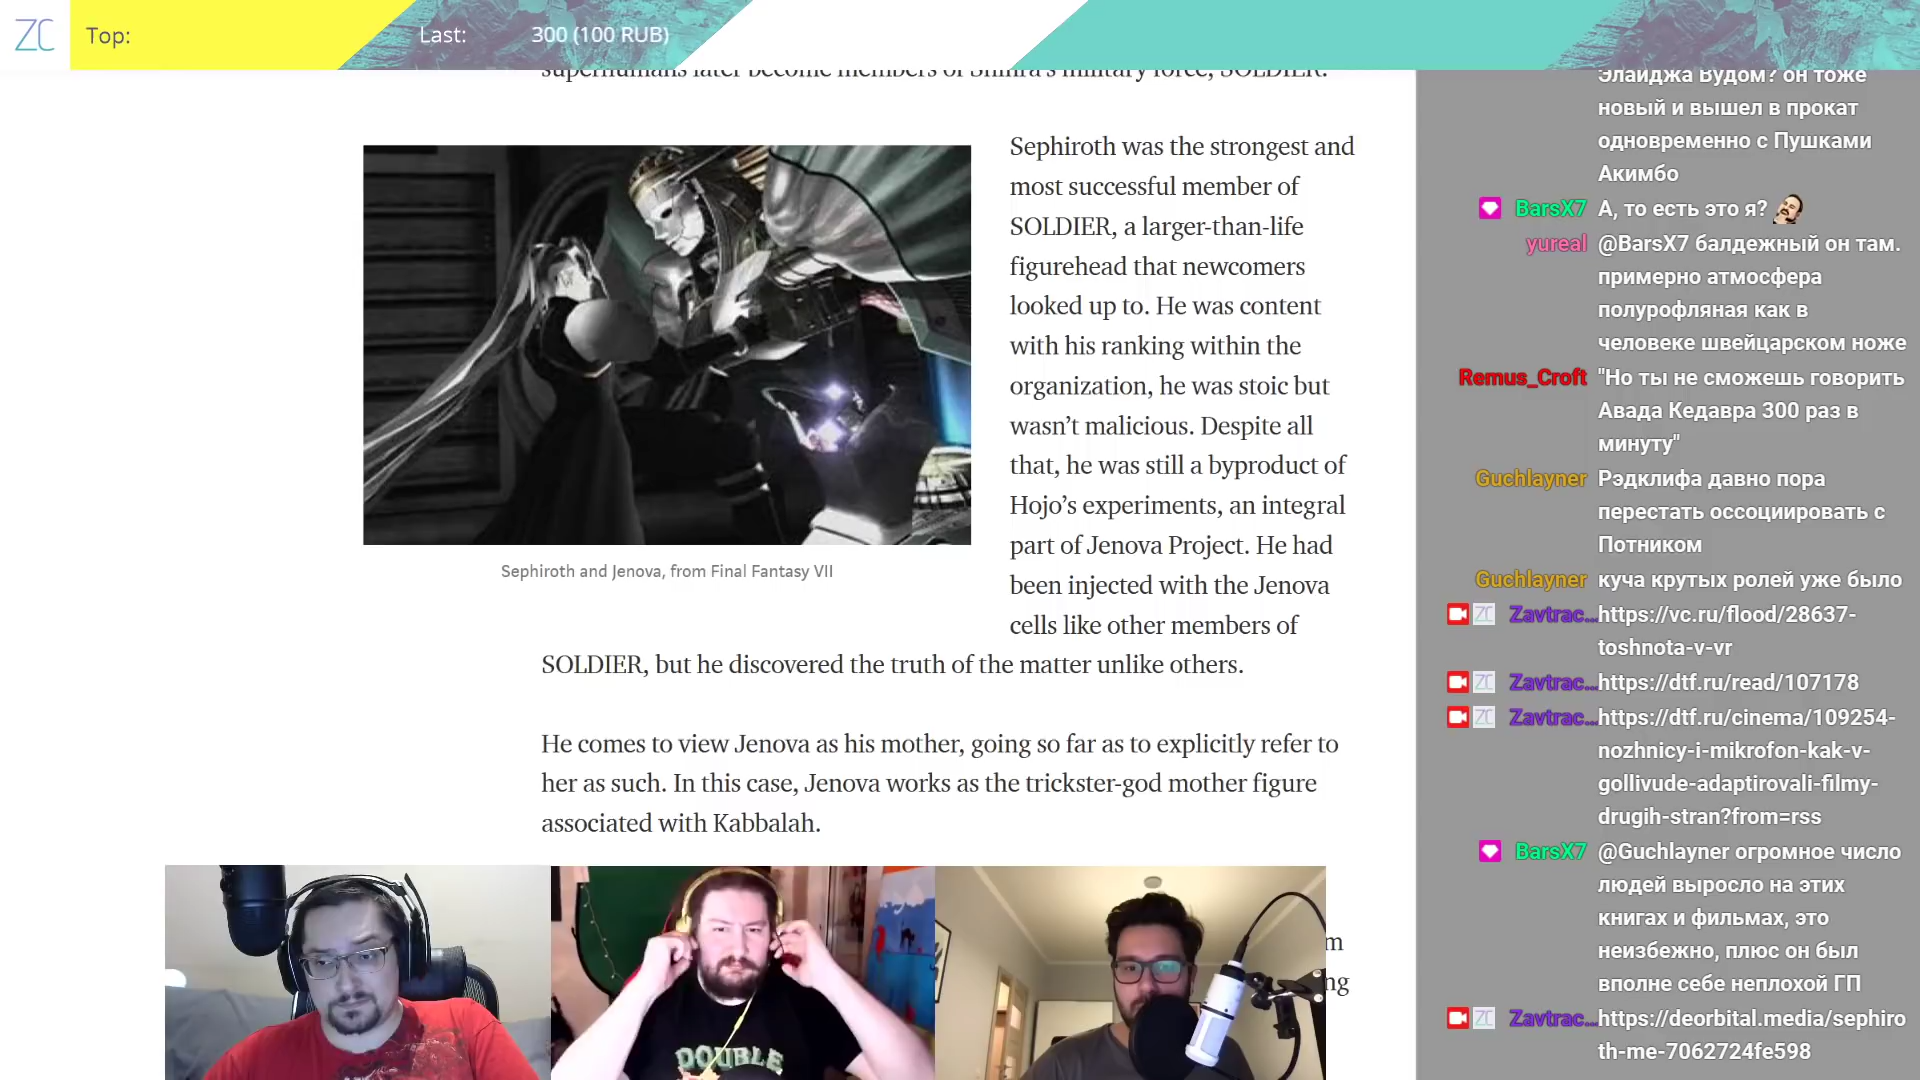 ZC
Top:
Last:
300 (100 RUB)
superhumans later become members of Shinra's military force, SOLDIER.
Sephiroth was the strongest and
most successful member of
SOLDIER, a larger-than-life
figurehead that newcomers
looked up to. He was content
with his ranking within the
organization, he was stoic but
wasn't malicious. Despite all
that, he was still a byproduct of
Hojo's experiments, an integral
part of Jenova Project. He had
been injected with the Jenova
cells like other members of
SOLDIER, but he discovered the truth of the matter unlike others.
Sephiroth and Jenova, from Final Fantasy VII
He comes to view Jenova as his mother, going so far as to explicitly refer to
her as such. In this case, Jenova works as the trickster-god mother figure
associated with Kabbalah.
m
ng
DOUBLE
Элайджа Вудом? он тоже
новый и вышел в прокат
одновременно с Пушками
Акимбо
BarsX7 А, то есть это я?
yureal @BarsX7 балдежный он там.
примерно атмосфера
полурофляная как в
человеке швейцарском ноже
Remus_Croft "Но ты не сможешь говорить
Авада Кедавра 300 раз в
минуту"
Guchlayner Рэдклифа давно пора
перестать оссоциировать с
Потником
Guchlayner куча крутых ролей уже было
ZC Zavtrac... https://vc.ru/flood/28637-
toshnota-v-vr
ZC Zavtrac... https://dtf.ru/read/107178
ZC Zavtrac... https://dtf.ru/cinema/109254-
nozhnicy-i-mikrofon-kak-v-
gollivude-adaptirovali-filmy-
drugih-stran?from=rss
BarsX7 @Guchlayner огромное число
людей выросло на этих
книгах и фильмах, это
неизбежно, плюс он был
вполне себе неплохой ГП
ZC Zavtrac... https://deorbital.media/sephiro
th-me-7062724fe598